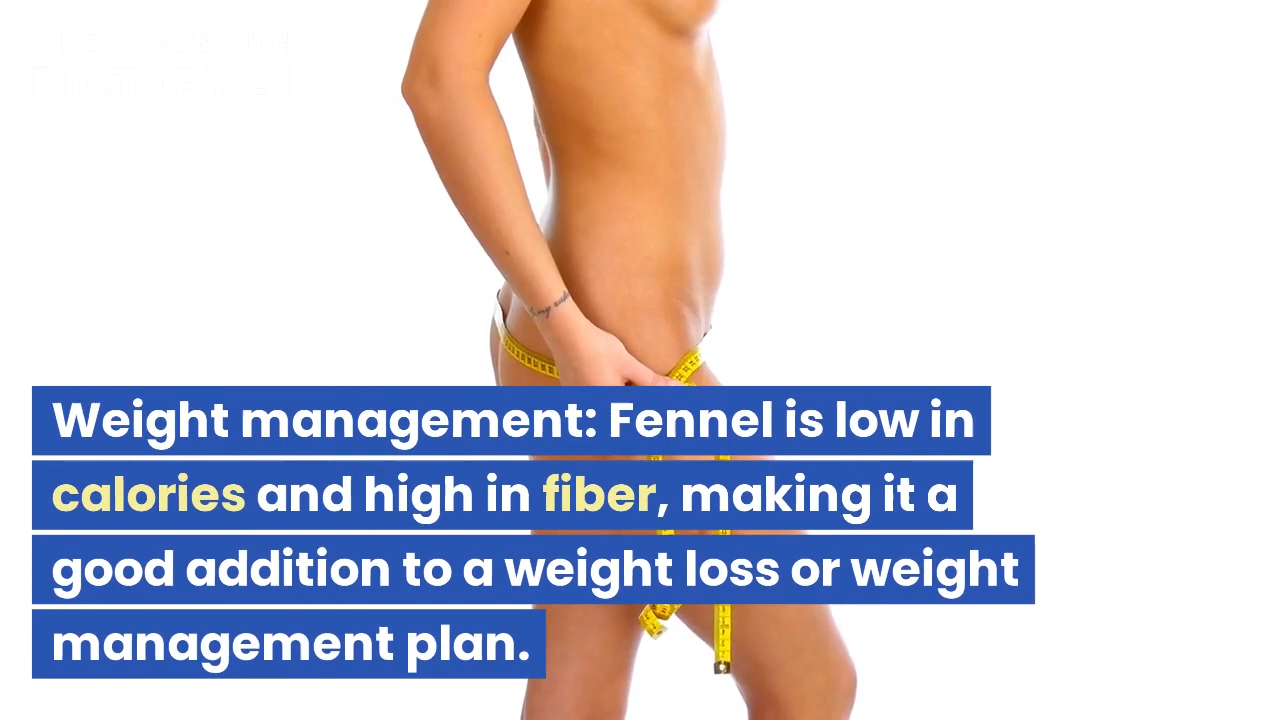 Weight management: Fennel is low in
calories and high in fiber, making it a
good addition to a weight loss or weight
management plan.